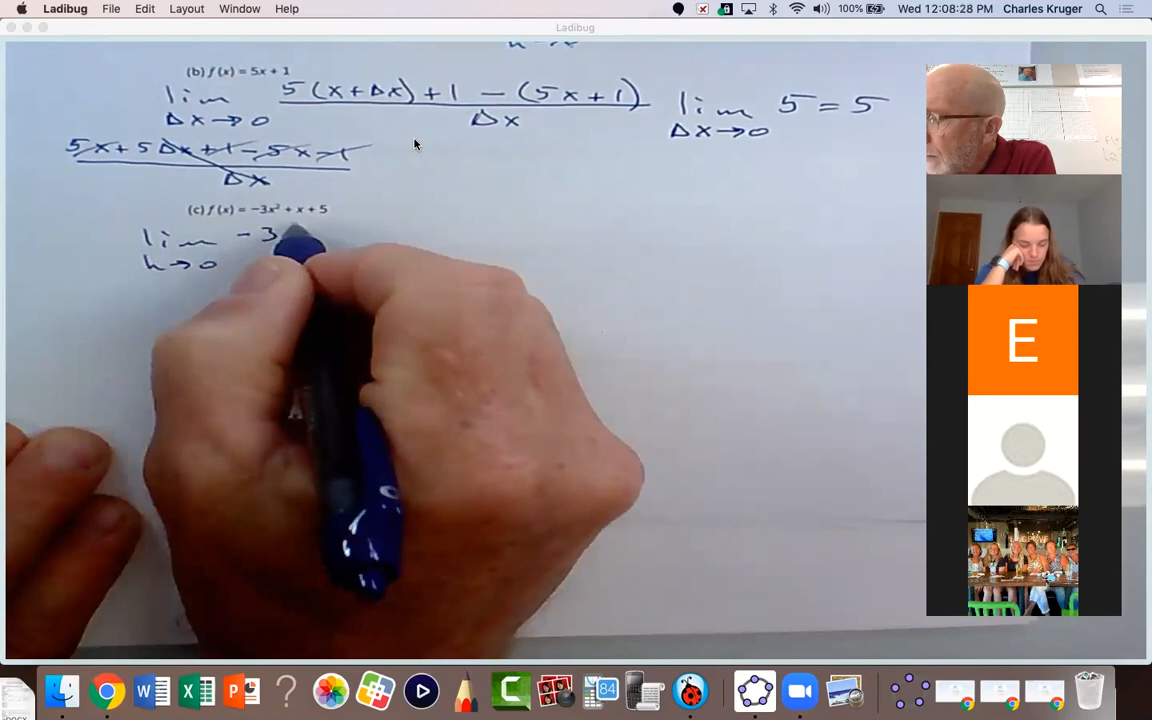 Ladibug File Edit Layout Window Help 100% Wed 12:08:28 PM Charles Kruger
Ladibug
(b) f(x) = 5x + 1
lim Δx→0 5(x+Δx)+1 − (5x+1) / Δx lim Δx→0 5 = 5
5x+5Δx+1−5x−1 / Δx
(c) f(x) = −3x² + x + 5
lim h→0 −3
E
84